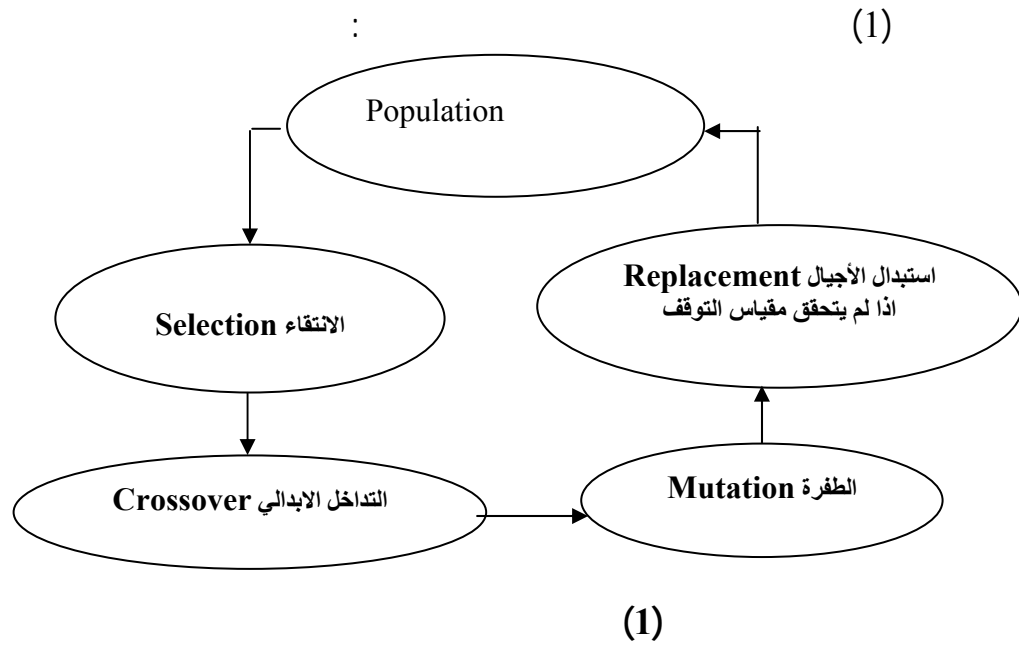 : (1)
Population
استبدال الأجيال Replacement
اذا لم يتحقق مقياس التوقف
الانتقاء Selection
الطفرة Mutation
التداخل الابدالي Crossover
(1)